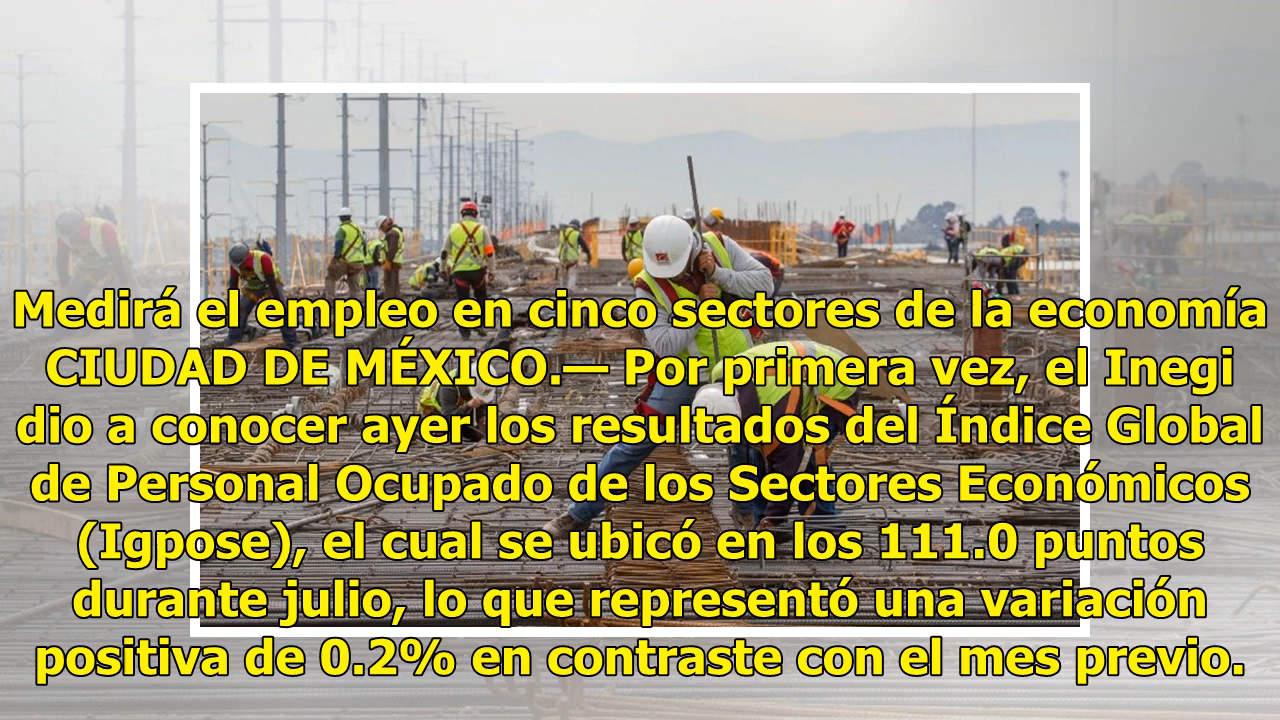 Medirá el empleo en cinco sectores de la economía
CIUDAD DE MÉXICO.— Por primera vez, el Inegi
dio a conocer ayer los resultados del Índice Global
de Personal Ocupado de los Sectores Económicos
(Igpose), el cual se ubicó en los 111.0 puntos
durante julio, lo que representó una variación
positiva de 0.2% en contraste con el mes previo.